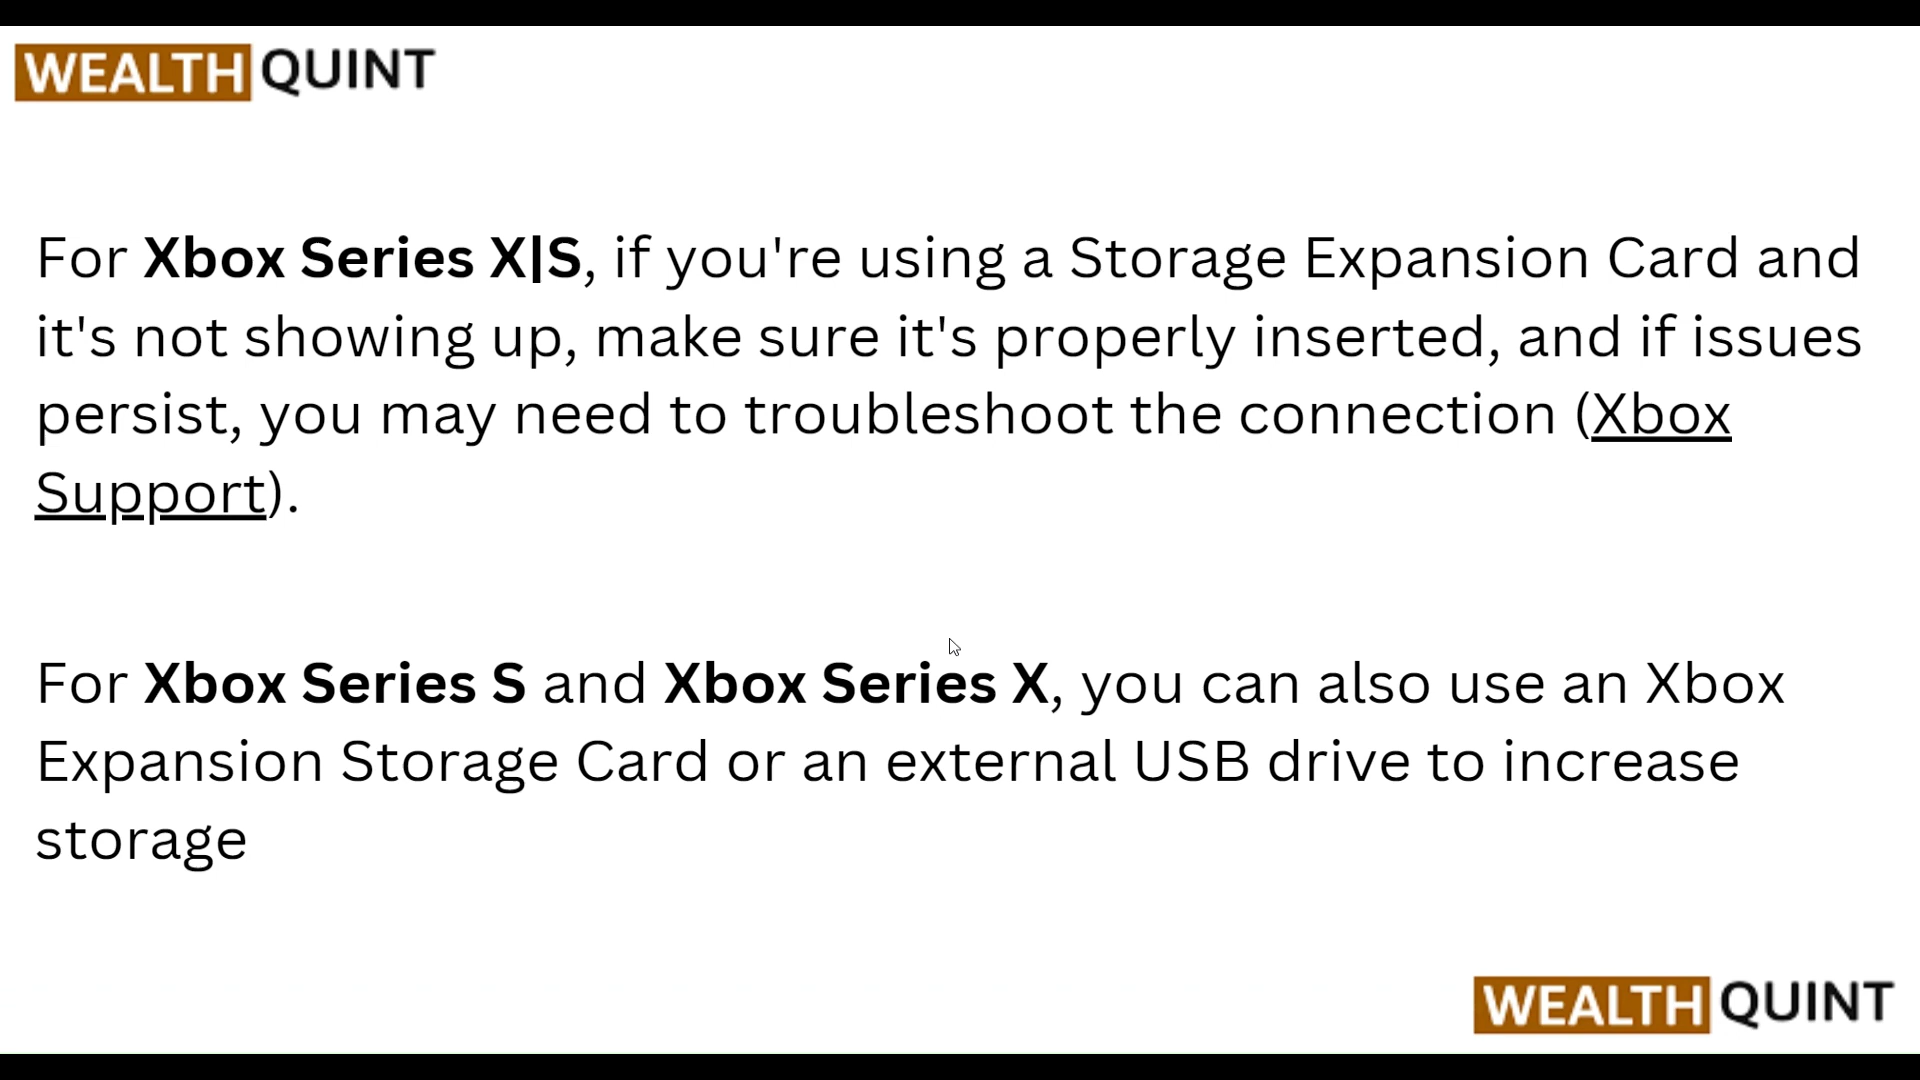 WEALTH QUINT
For Xbox Series X|S, if you're using a Storage Expansion Card and
it's not showing up, make sure it's properly inserted, and if issues
persist, you may need to troubleshoot the connection (Xbox
Support).
For Xbox Series S and Xbox Series X, you can also use an Xbox
Expansion Storage Card or an external USB drive to increase
storage
WEALTH QUINT